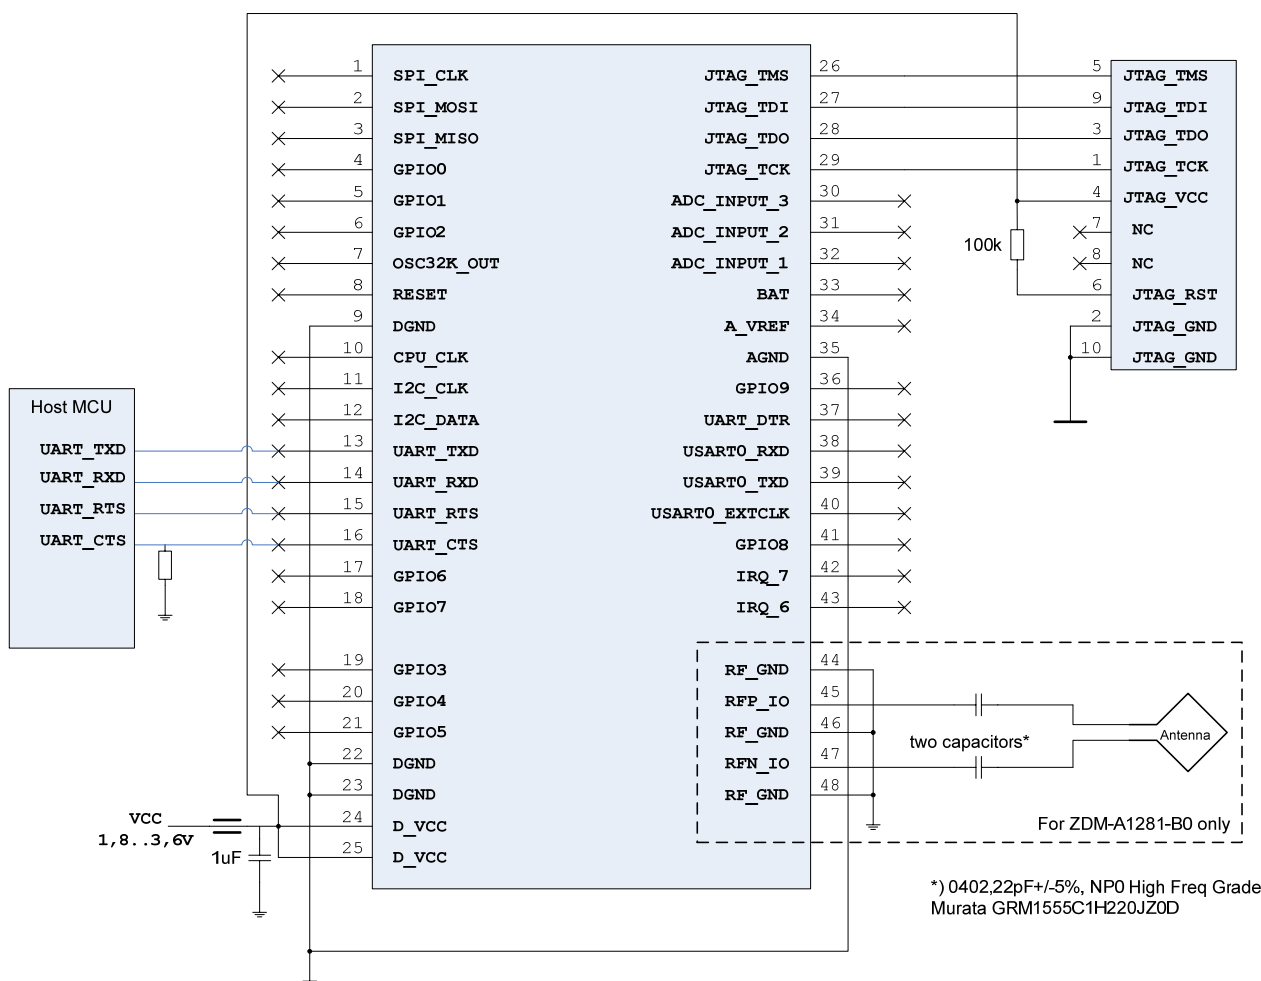 1 SPI_CLK
2 SPI_MOSI
3 SPI_MISO
4 GPIO0
5 GPIO1
6 GPIO2
7 OSC32K_OUT
8 RESET
9 DGND
10 CPU_CLK
11 I2C_CLK
12 I2C_DATA
13 UART_TXD
14 UART_RXD
15 UART_RTS
16 UART_CTS
17 GPIO6
18 GPIO7
19 GPIO3
20 GPIO4
21 GPIO5
22 DGND
23 DGND
24 D_VCC
25 D_VCC
JTAG_TMS 26
JTAG_TDI 27
JTAG_TDO 28
JTAG_TCK 29
ADC_INPUT_3 30
ADC_INPUT_2 31
ADC_INPUT_1 32
BAT 33
A_VREF 34
AGND 35
GPIO9 36
UART_DTR 37
USART0_RXD 38
USART0_TXD 39
USART0_EXTCLK 40
GPIO8 41
IRQ_7 42
IRQ_6 43
RF_GND 44
RFP_IO 45
RF_GND 46
RFN_IO 47
RF_GND 48
5 JTAG_TMS
9 JTAG_TDI
3 JTAG_TDO
1 JTAG_TCK
4 JTAG_VCC
7 NC
8 NC
6 JTAG_RST
2 JTAG_GND
10 JTAG_GND
100k
Host MCU
UART_TXD
UART_RXD
UART_RTS
UART_CTS
VCC
1,8..3,6V
1uF
two capacitors*
Antenna
For ZDM-A1281-B0 only
*) 0402,22pF+/-5%, NP0 High Freq Grade
Murata GRM1555C1H220JZ0D